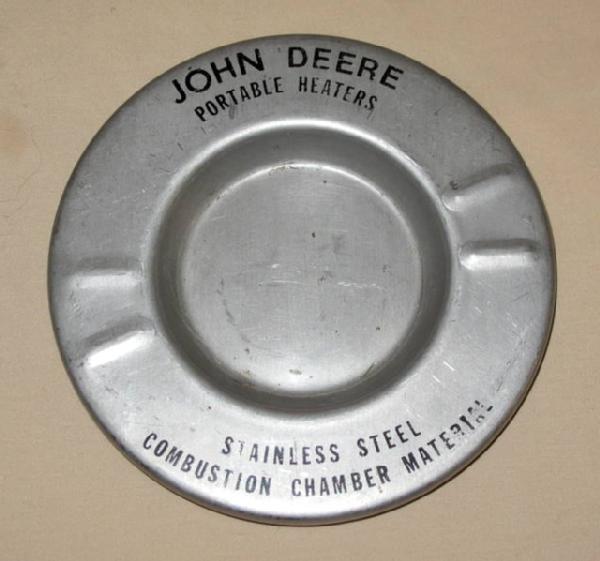 JOHN DEERE
PORTABLE HEATERS
STAINLESS STEEL
COMBUSTION CHAMBER MATERIAL